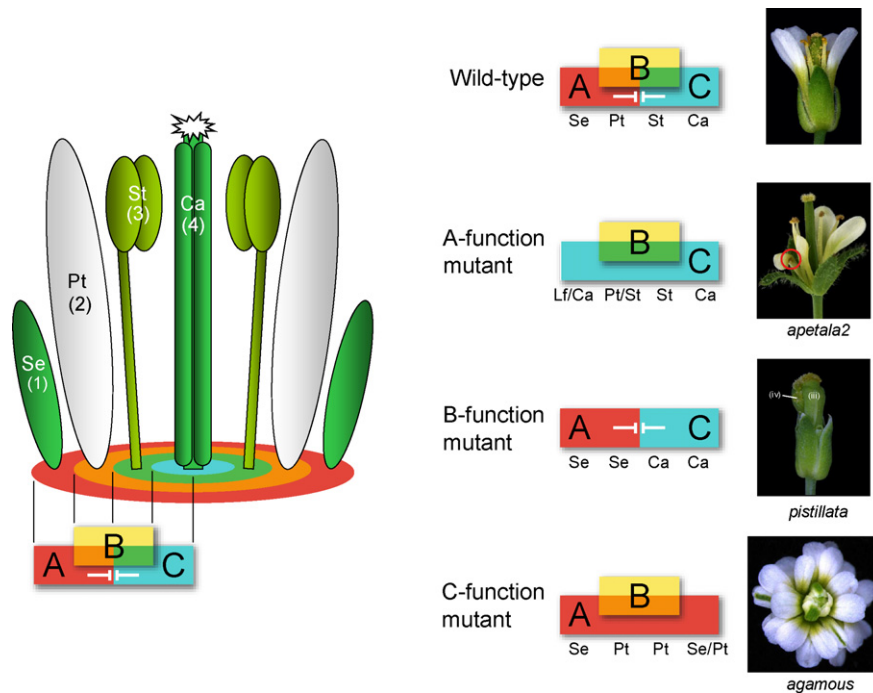 St
(3)
Ca
(4)
Pt
(2)
Se
(1)
A B C
Wild-type
A B C
Se Pt St Ca
A-function
mutant
B C
Lf/Ca Pt/St St Ca
apetala2
B-function
mutant
A C
Se Se Ca Ca
(iv) (iii)
pistillata
C-function
mutant
A B
Se Pt Pt Se/Pt
agamous